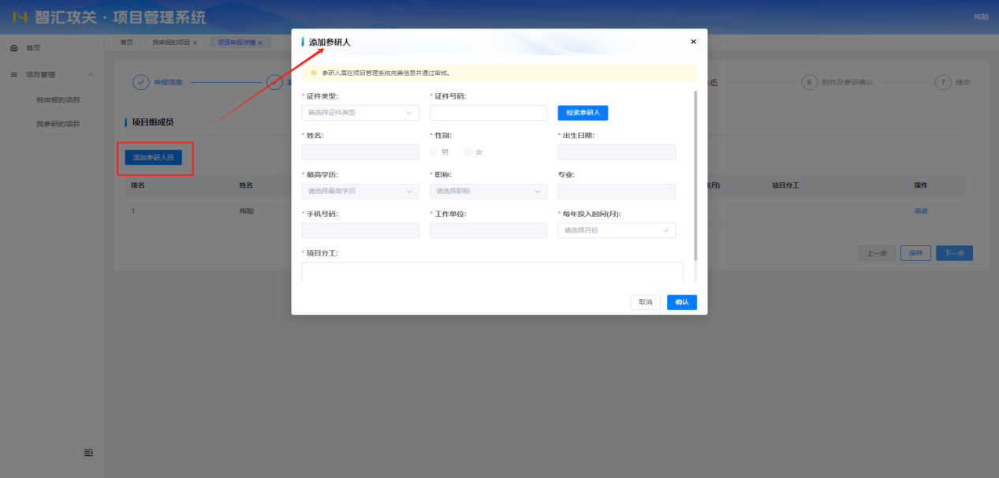 智汇攻关·项目管理系统
梅聪
首页
首页
我申报的项目 ×
项目申报详情 ×
项目管理
我申报的项目
我参研的项目
申报信息
伍
6 附件及参研确认
7 提交
项目组成员
添加参研人员
排名 姓名 (月) 项目分工 操作
1 梅聪 编辑
上一步 保存 下一步
添加参研人
参研人需在项目管理系统完善信息并通过审核。
* 证件类型: * 证件号码:
请选择证件类型 检索参研人
* 姓名: * 性别: * 出生日期:
男 女
* 最高学历: * 职称: 专业:
请选择最高学历 请选择职称
* 手机号码: * 工作单位: * 每年投入时间(月):
请选择月份
* 项目分工:
取消 确认